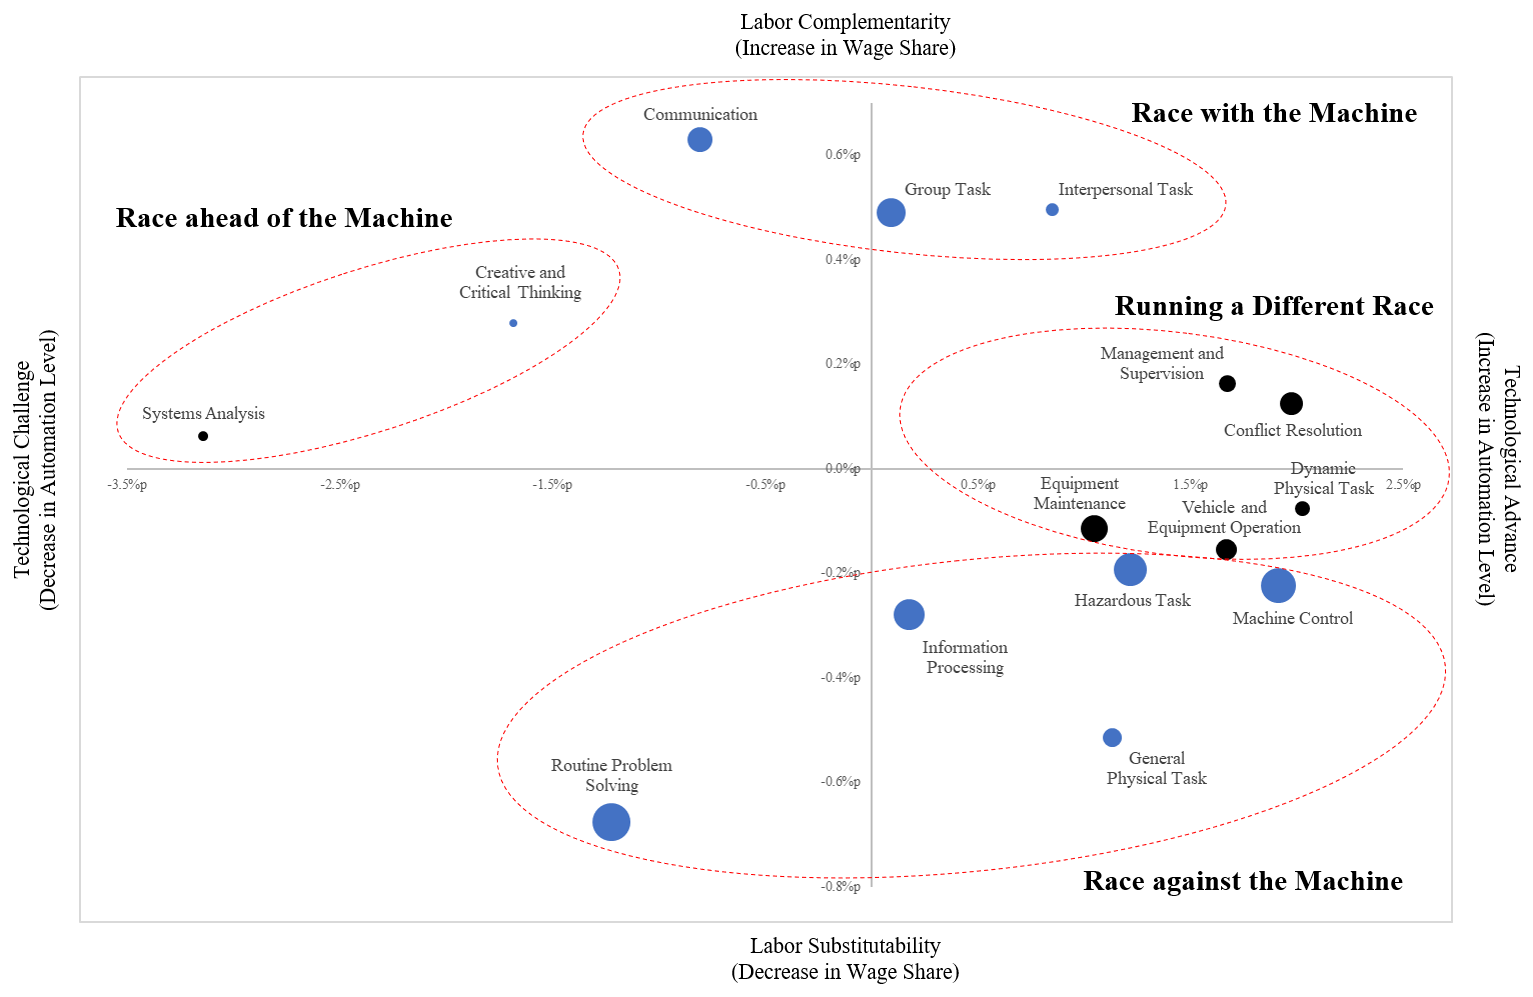 Labor Complementarity
(Increase in Wage Share)
Race with the Machine
Communication
0.6%p
Group Task
Interpersonal Task
Race ahead of the Machine
0.4%p
Creative and
Critical Thinking
Running a Different Race
Management and
Supervision
0.2%p
Conflict Resolution
Systems Analysis
Technological Challenge
(Decrease in Automation Level)
Technological Advance
(Increase in Automation Level)
0.0%p
-3.5%p
-2.5%p
-1.5%p
-0.5%p
0.5%p
1.5%p
2.5%p
Dynamic
Physical Task
Equipment
Maintenance
Vehicle and
Equipment Operation
-0.2%p
Hazardous Task
Machine Control
Information
Processing
-0.4%p
General
Physical Task
Routine Problem
Solving
-0.6%p
-0.8%p
Race against the Machine
Labor Substitutability
(Decrease in Wage Share)